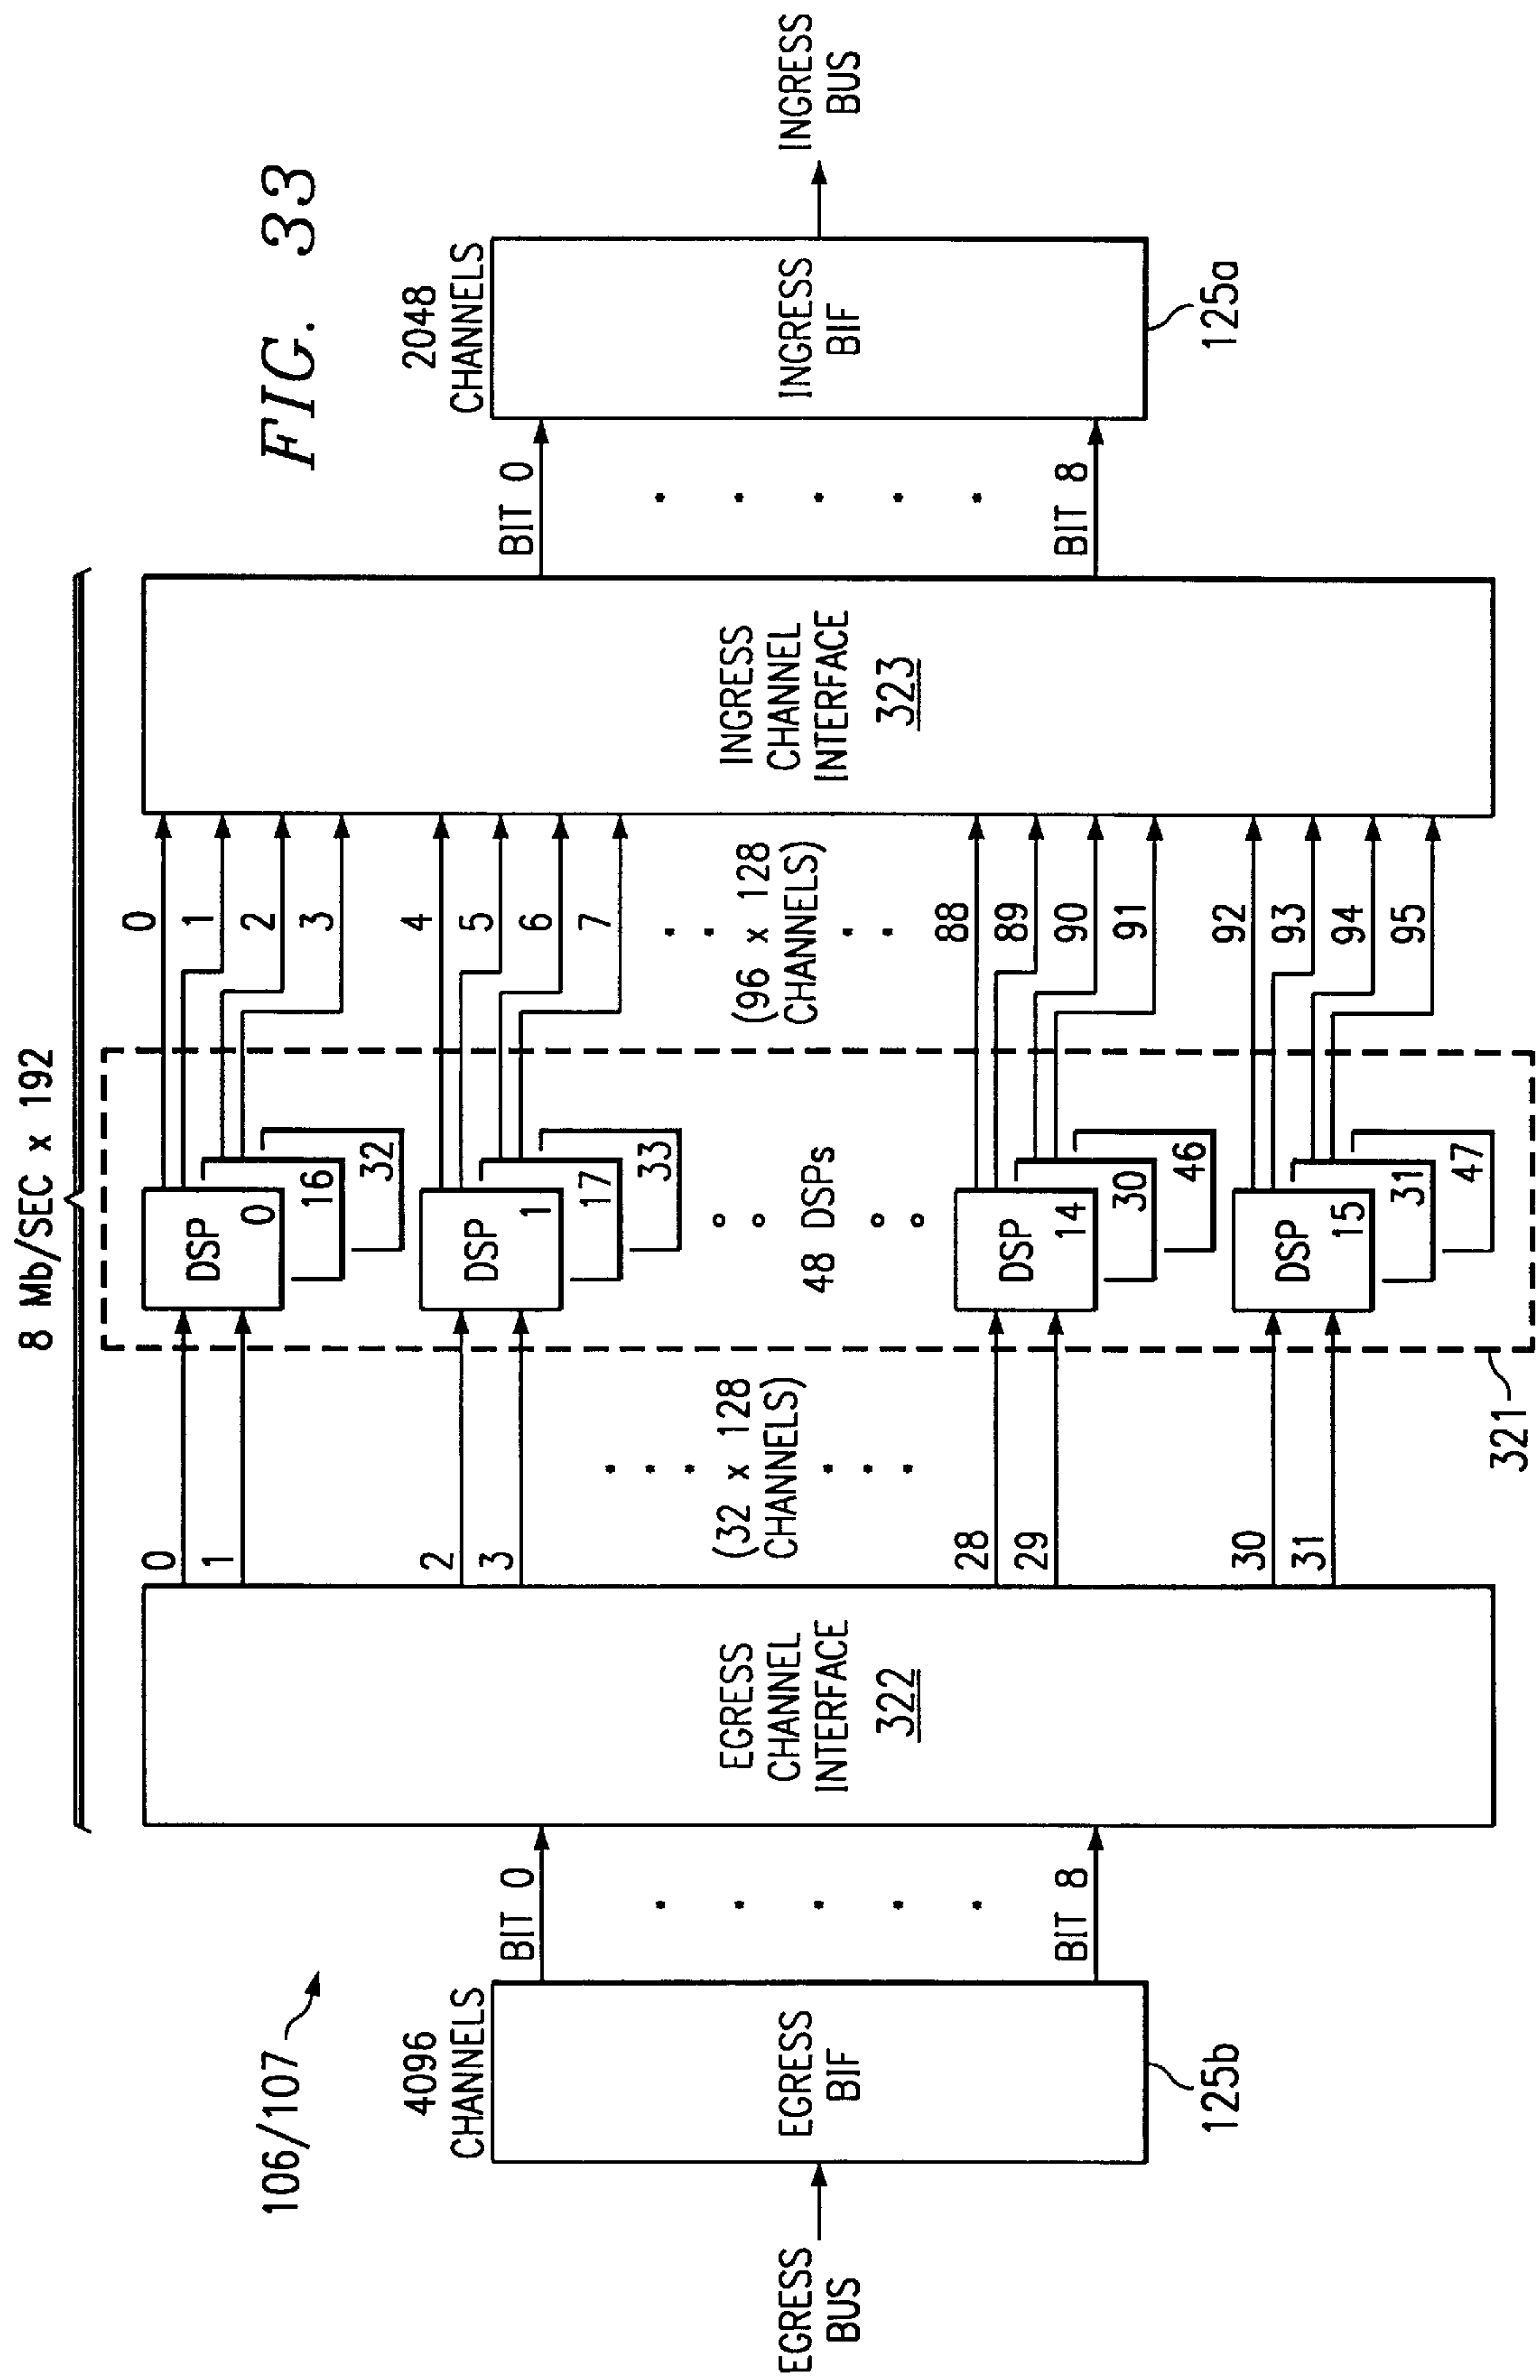 FIG. 33
106/107
8 Mb/SEC x 192
EGRESS
BUS
4096
CHANNELS
EGRESS
BIF
125b
BIT 0
BIT 8
EGRESS
CHANNEL
INTERFACE
322
0
1
2
3
(32 x 128
CHANNELS)
28
29
30
31
321
DSP
0
16
32
DSP
1
17
33
48 DSPs
DSP
14
30
46
DSP
15
31
47
0
1
2
3
4
5
6
7
(96 x 128
CHANNELS)
88
89
90
91
92
93
94
95
INGRESS
CHANNEL
INTERFACE
323
BIT 0
BIT 8
2048
CHANNELS
INGRESS
BIF
125a
INGRESS
BUS